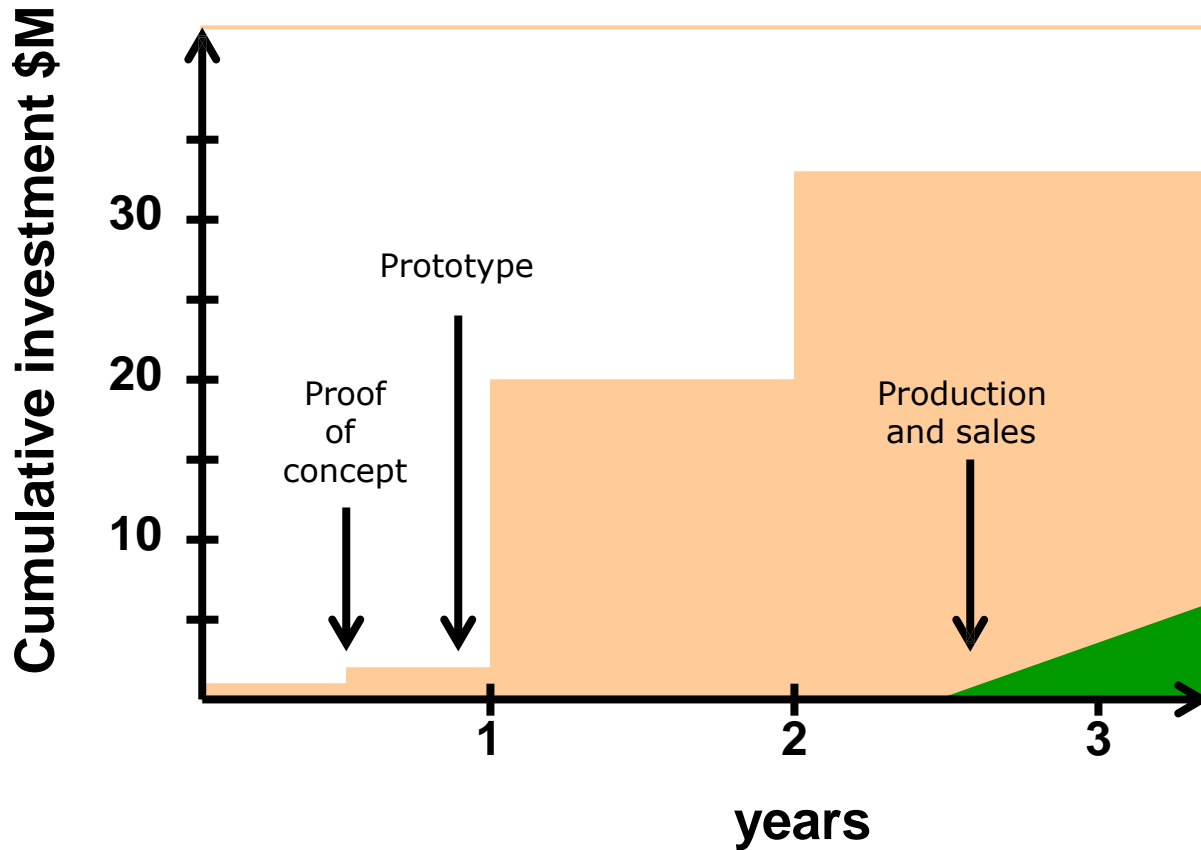 Cumulative investment $M
30
20
10
Prototype
Proof
of
concept
Production
and sales
1
2
3
years